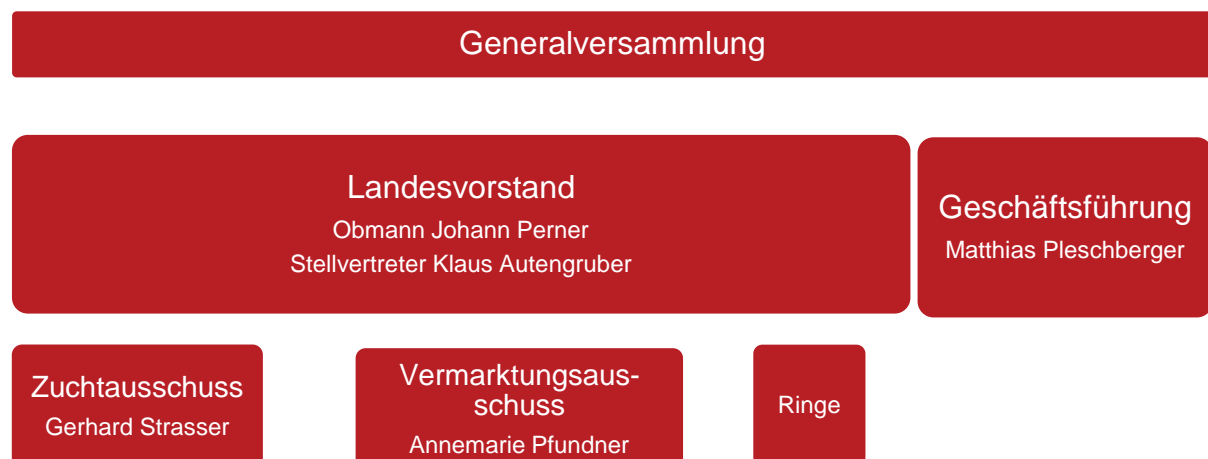 Generalversammlung
Landesvorstand
Obmann Johann Perner
Stellvertreter Klaus Autengruber
Geschäftsführung
Matthias Pleschberger
Zuchtausschuss
Gerhard Strasser
Vermarktungsaus-
schuss
Annemarie Pfundner
Ringe